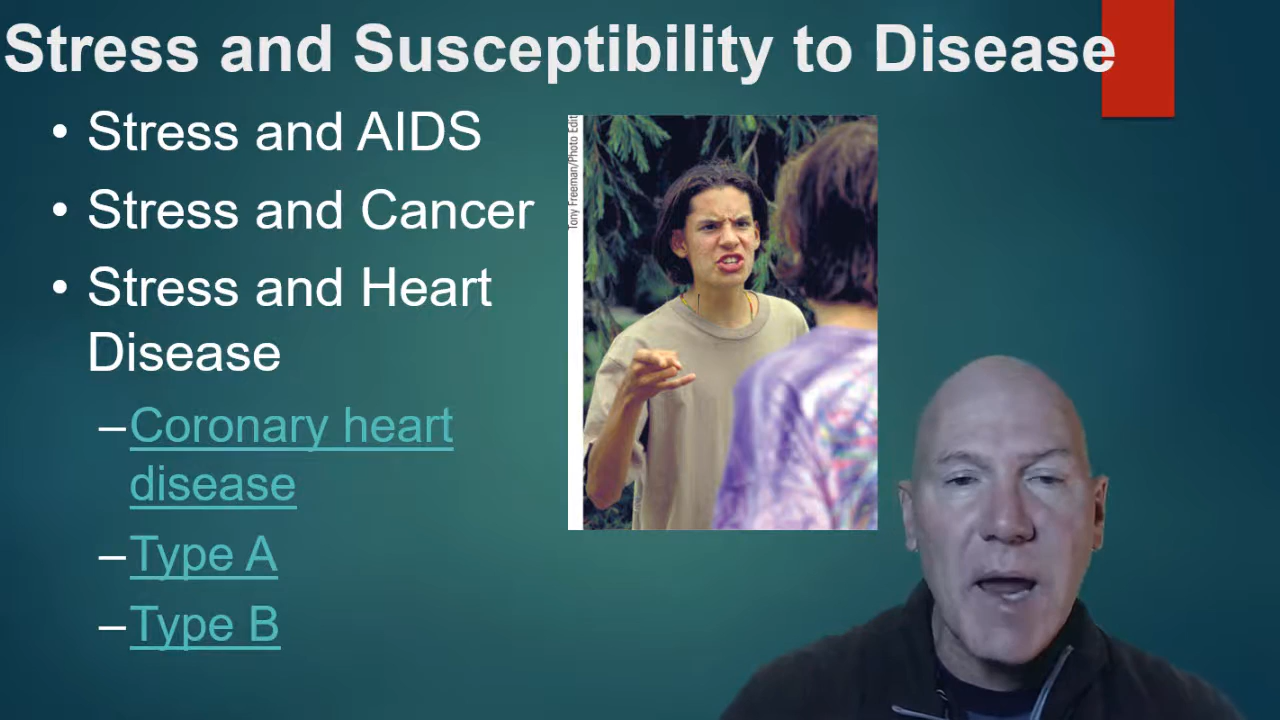 Stress and Susceptibility to Disease
• Stress and AIDS
• Stress and Cancer
• Stress and Heart
Disease
–Coronary heart
disease
–Type A
–Type B
Tony Freeman/Photo Edit